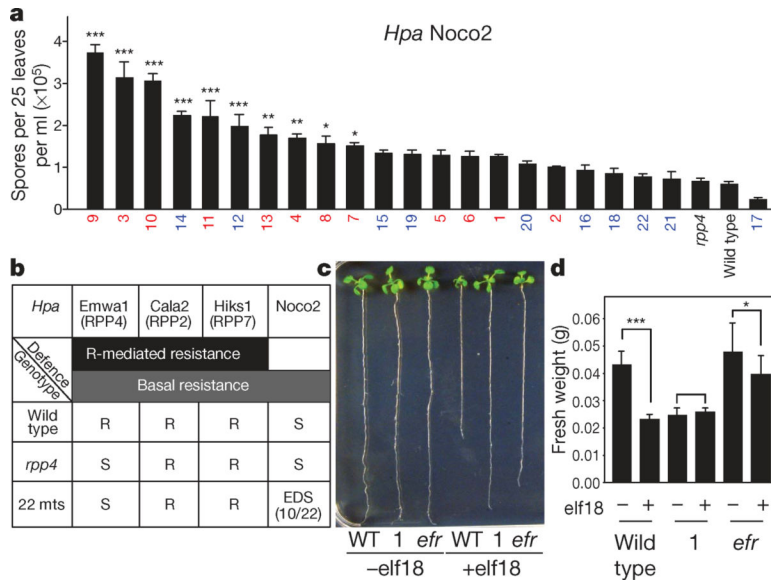 a
Hpa Noco2
Spores per 25 leaves
per ml (×10⁵)
4
3
2
1
0
*** *** *** *** *** *** ** ** * *
9 3 10 14 11 12 13 4 8 7 15 19 5 6 1 20 2 16 18 22 21 rpp4 Wild type 17
b
Hpa Emwa1 (RPP4) Cala2 (RPP2) Hiks1 (RPP7) Noco2
Defence
Genotype
R-mediated resistance
Basal resistance
Wild type R R R S
rpp4 S R R S
22 mts S R R EDS (10/22)
c
WT 1 efr WT 1 efr
–elf18 +elf18
d
Fresh weight (g)
0.06
0.05
0.04
0.03
0.02
0.01
0.00
*** *
elf18 – + – + – +
Wild type 1 efr